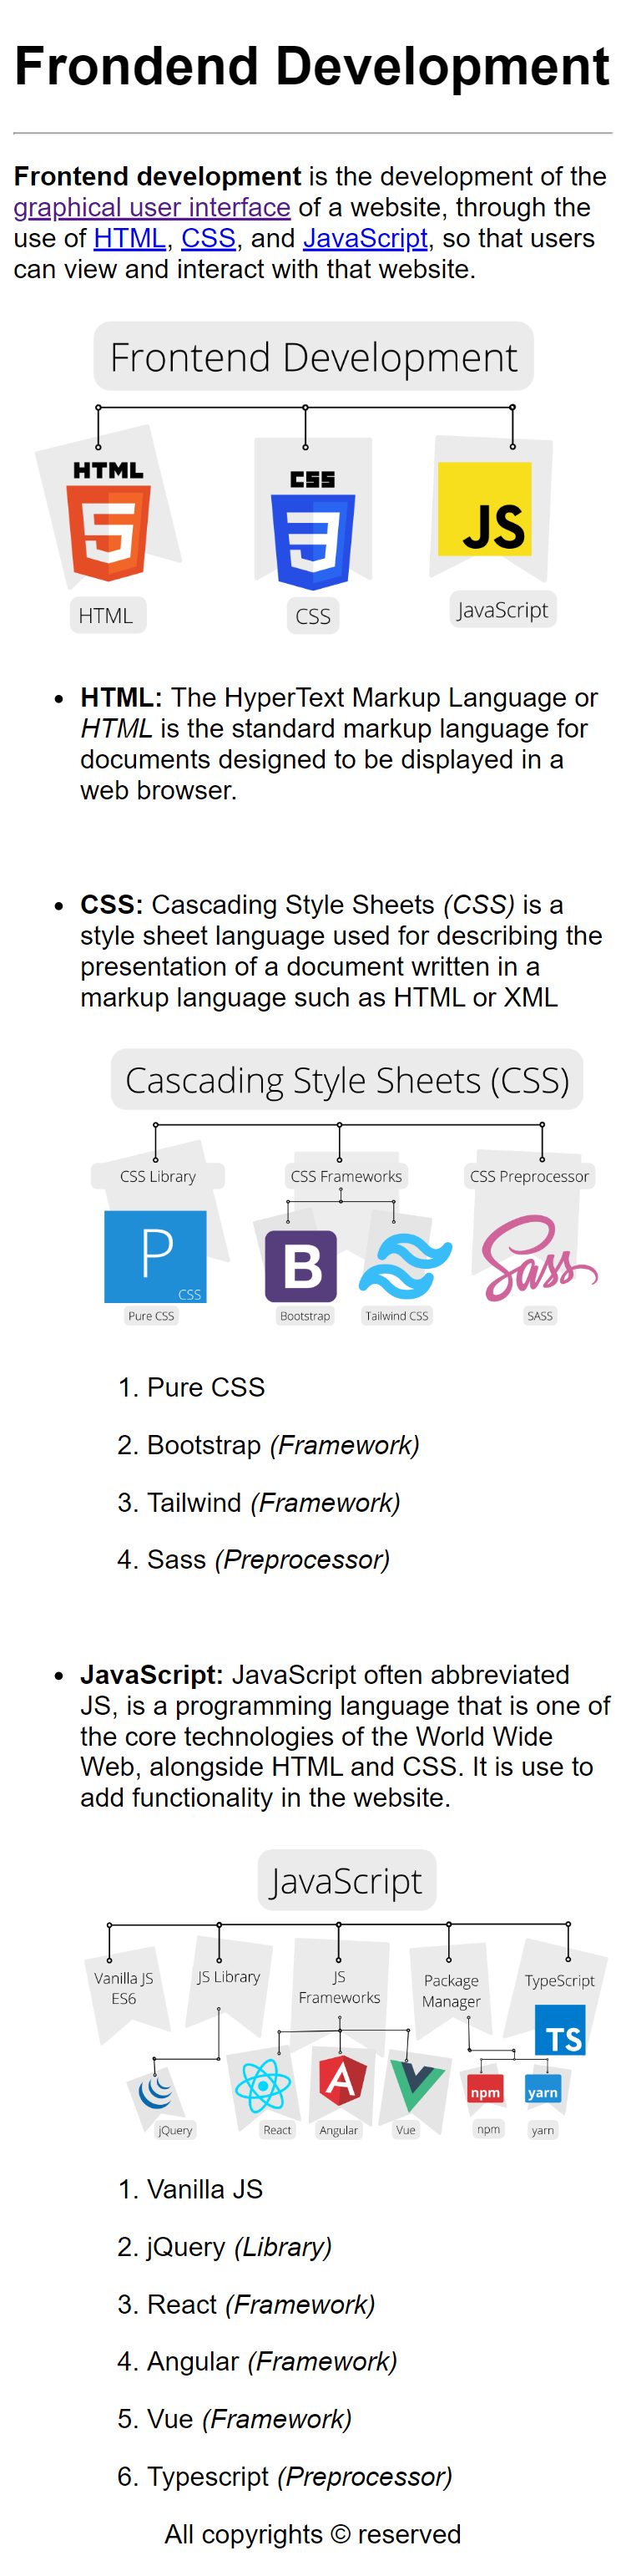 Frondend Development
Frontend development is the development of the
graphical user interface of a website, through the
use of HTML, CSS, and JavaScript, so that users
can view and interact with that website.
Frontend Development
HTML
5
CSS
3
JS
HTML
CSS
JavaScript
• HTML: The HyperText Markup Language or
HTML is the standard markup language for
documents designed to be displayed in a
web browser.
• CSS: Cascading Style Sheets (CSS) is a
style sheet language used for describing the
presentation of a document written in a
markup language such as HTML or XML
Cascading Style Sheets (CSS)
CSS Library
CSS Frameworks
CSS Preprocessor
P
CSS
B
Sass
Pure CSS
Bootstrap
Tailwind CSS
SASS
1. Pure CSS
2. Bootstrap (Framework)
3. Tailwind (Framework)
4. Sass (Preprocessor)
• JavaScript: JavaScript often abbreviated
JS, is a programming language that is one of
the core technologies of the World Wide
Web, alongside HTML and CSS. It is use to
add functionality in the website.
JavaScript
Vanilla JS
ES6
JS Library
JS
Frameworks
Package
Manager
TypeScript
TS
A
npm
yarn
jQuery
React
Angular
Vue
npm
yarn
1. Vanilla JS
2. jQuery (Library)
3. React (Framework)
4. Angular (Framework)
5. Vue (Framework)
6. Typescript (Preprocessor)
All copyrights © reserved